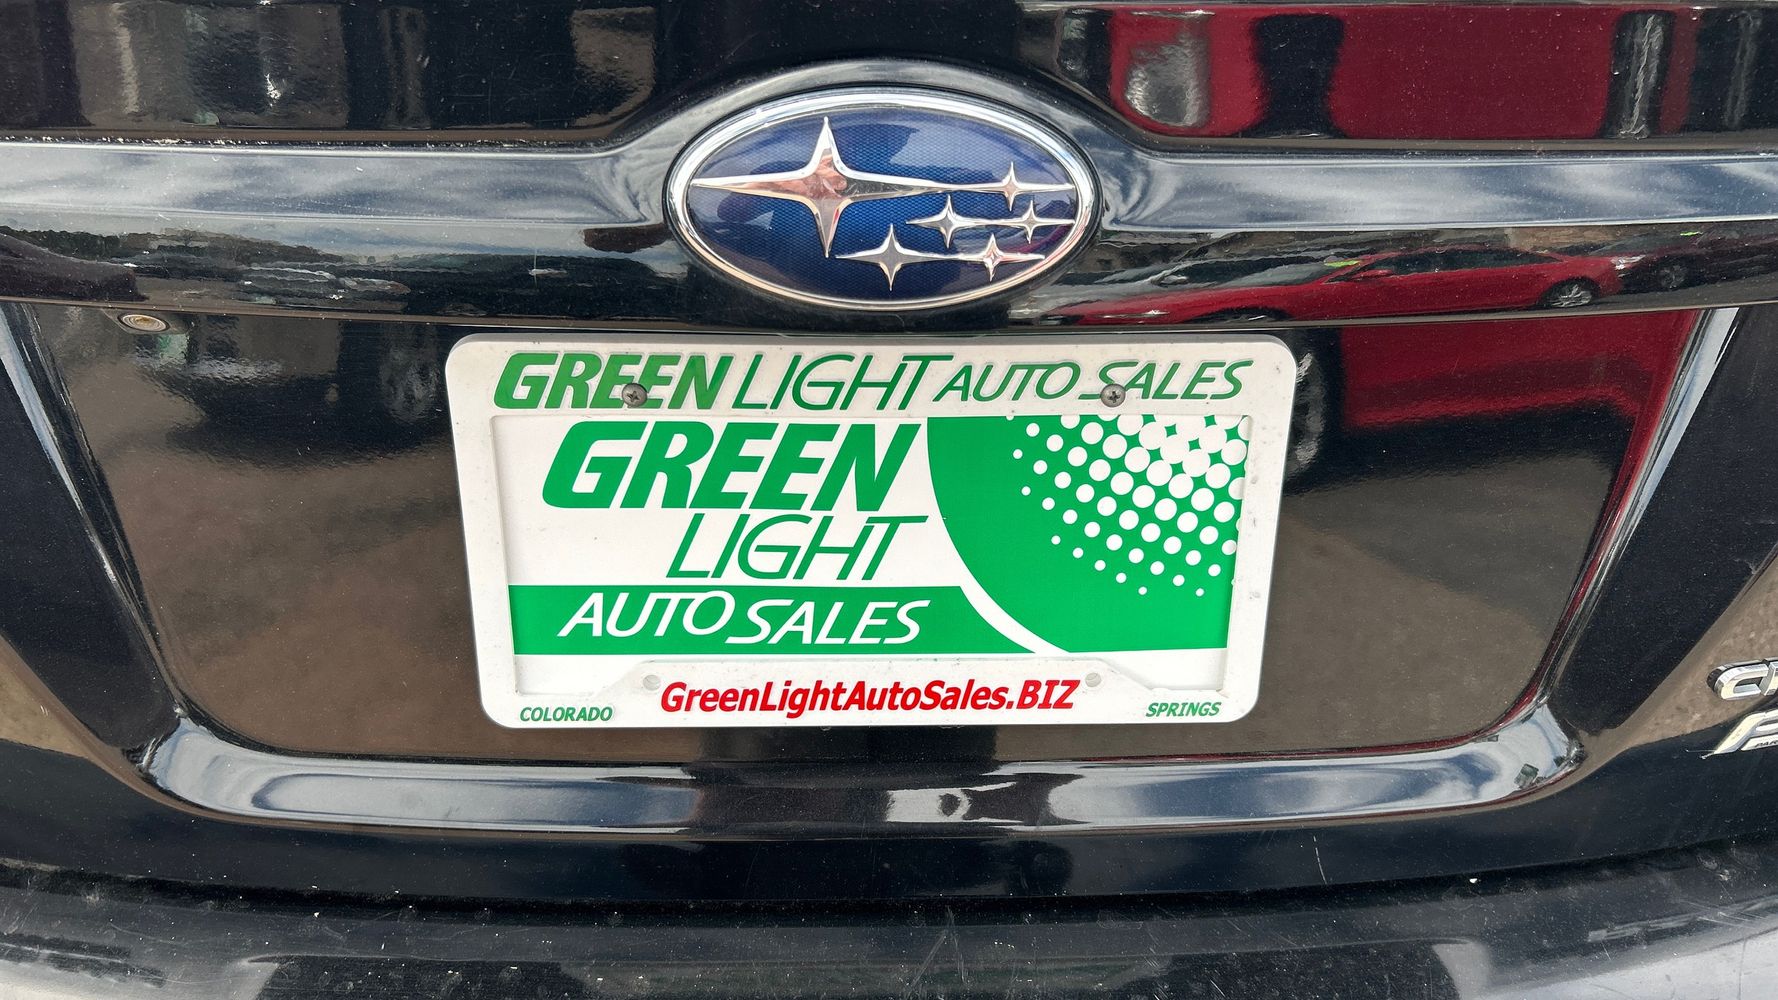 GREEN LIGHT AUTO SALES
GREEN
LIGHT
AUTO SALES
GreenLightAutoSales.BIZ
COLORADO SPRINGS